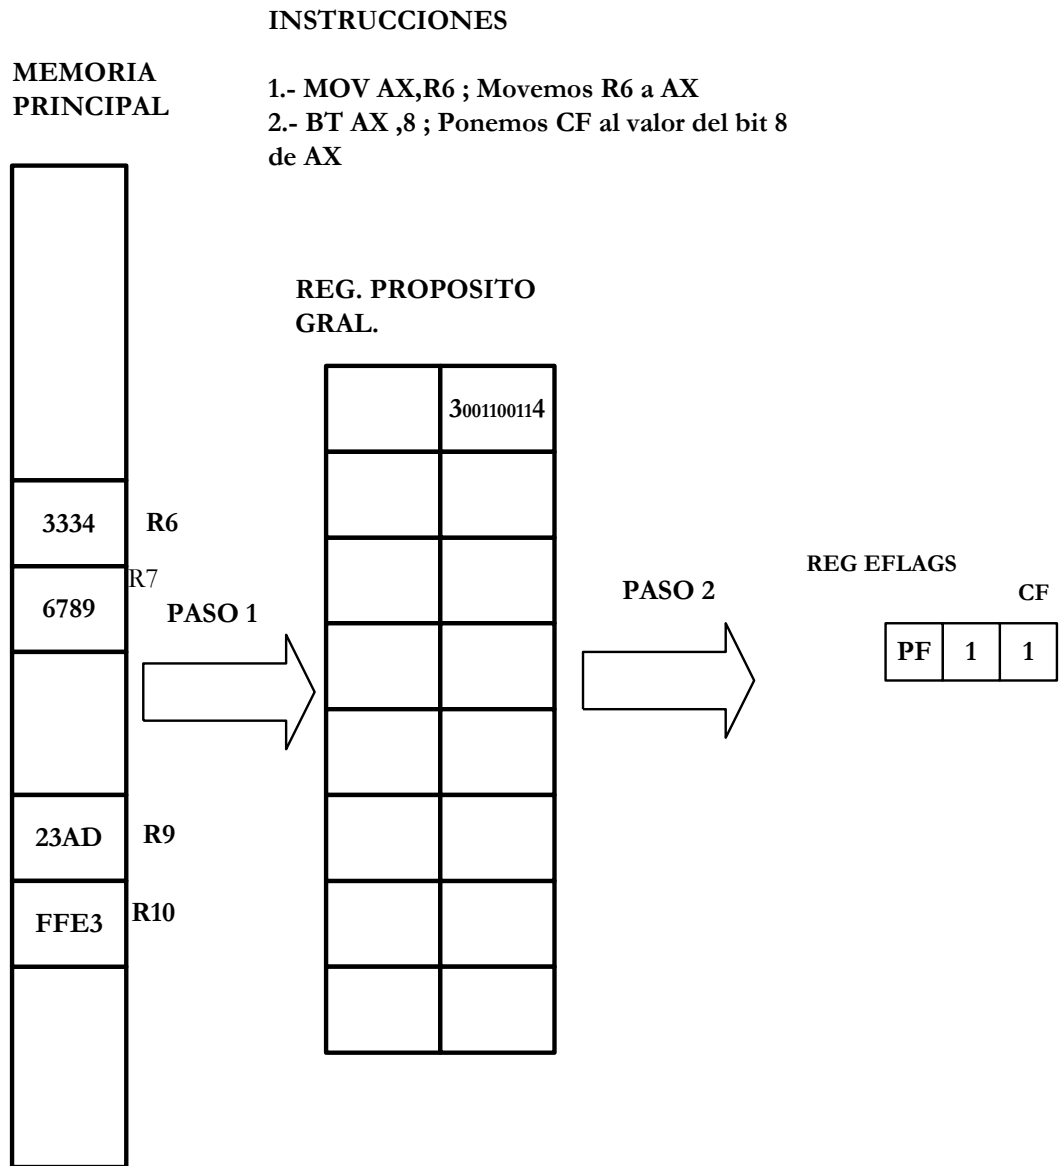 INSTRUCCIONES
MEMORIA
PRINCIPAL
1.- MOV AX,R6 ; Movemos R6 a AX
2.- BT AX ,8 ; Ponemos CF al valor del bit 8
de AX
REG. PROPOSITO
GRAL.
3001100114
3334 R6
R7
6789
PASO 1
PASO 2
REG EFLAGS
CF
PF 1 1
23AD R9
FFE3 R10